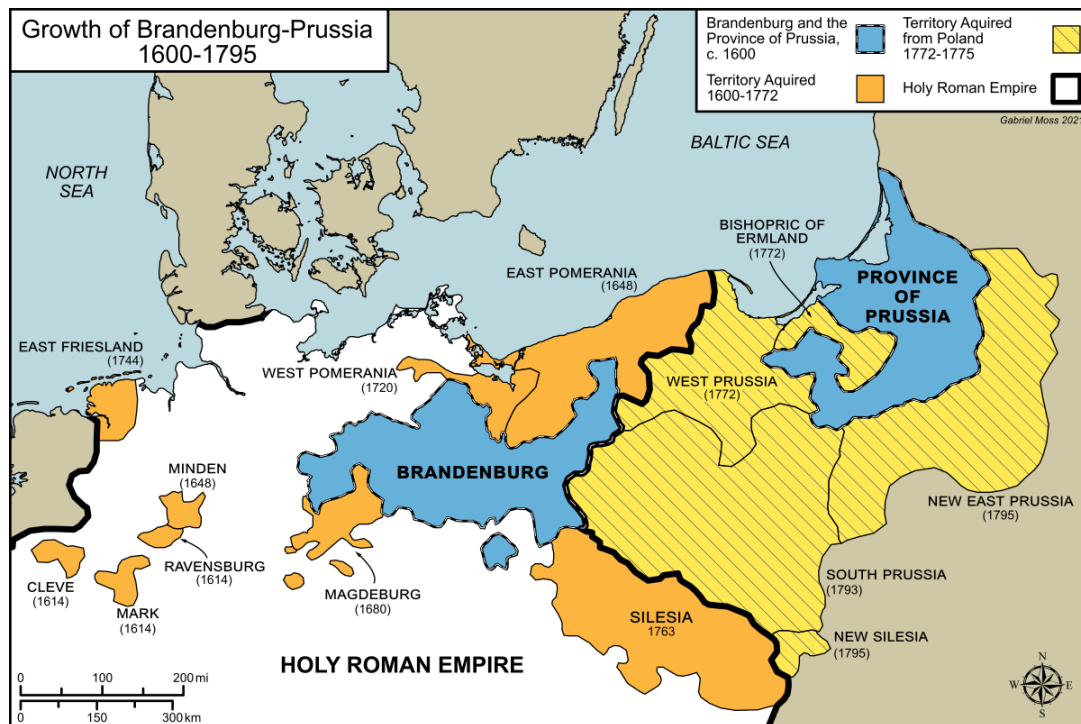 Growth of Brandenburg-Prussia
1600-1795
Brandenburg and the
Province of Prussia,
c. 1600
Territory Aquired
from Poland
1772-1775
Territory Aquired
1600-1772
Holy Roman Empire
Gabriel Moss 2021
NORTH
SEA
BALTIC SEA
BISHOPRIC OF
ERMLAND
(1772)
EAST POMERANIA
(1648)
PROVINCE
OF
PRUSSIA
EAST FRIESLAND
(1744)
WEST POMERANIA
(1720)
WEST PRUSSIA
(1772)
BRANDENBURG
MINDEN
(1648)
NEW EAST PRUSSIA
(1795)
RAVENSBURG
(1614)
CLEVE
(1614)
MARK
(1614)
MAGDEBURG
(1680)
SOUTH PRUSSIA
(1793)
SILESIA
1763
NEW SILESIA
(1795)
HOLY ROMAN EMPIRE
0 100 200 mi
0 150 300 km
N
W E
S